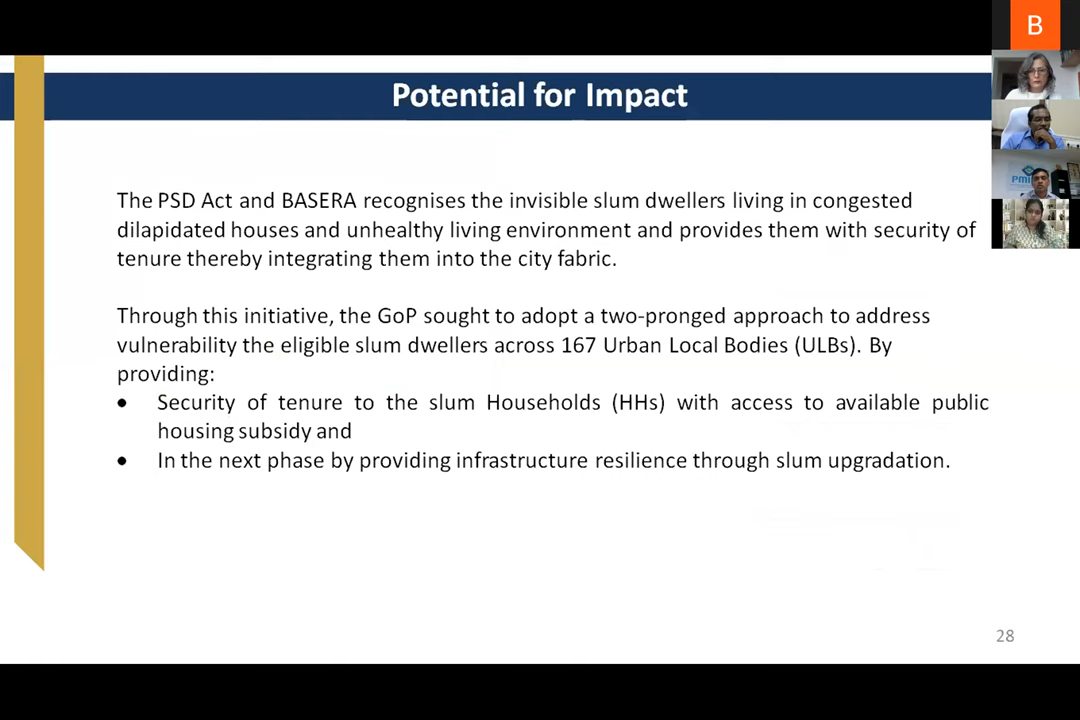 B
Potential for Impact
The PSD Act and BASERA recognises the invisible slum dwellers living in congested
dilapidated houses and unhealthy living environment and provides them with security of
tenure thereby integrating them into the city fabric.
Through this initiative, the GoP sought to adopt a two-pronged approach to address
vulnerability the eligible slum dwellers across 167 Urban Local Bodies (ULBs). By
providing:
• Security of tenure to the slum Households (HHs) with access to available public
housing subsidy and
• In the next phase by providing infrastructure resilience through slum upgradation.
28